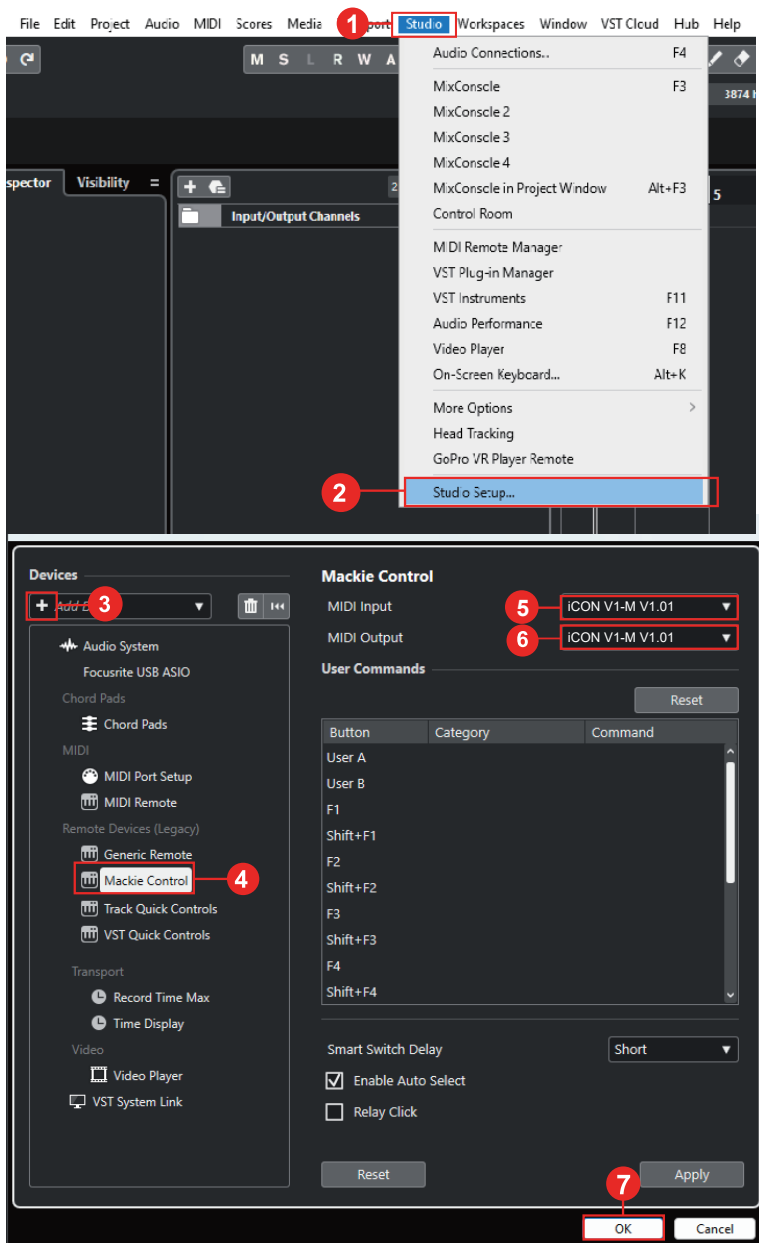 File Edit Project Audio MIDI Scores Media port Studio Workspaces Window VST Cloud Hub Help
1
M S L R W A
3874
Audio Connections... F4
MixConsole F3
MixConsole 2
MixConsole 3
MixConsole 4
MixConsole in Project Window Alt+F3
Control Room
MIDI Remote Manager
VST Plug-in Manager
VST Instruments F11
Audio Performance F12
Video Player F8
On-Screen Keyboard... Alt+K
More Options
Head Tracking
GoPro VR Player Remote
Studio Setup...
2
spector Visibility
2
5
Input/Output Channels
Devices
3
Add
Audio System
Focusrite USB ASIO
Chord Pads
Chord Pads
MIDI
MIDI Port Setup
MIDI Remote
Remote Devices (Legacy)
Generic Remote
Mackie Control
4
Track Quick Controls
VST Quick Controls
Transport
Record Time Max
Time Display
Video
Video Player
VST System Link
Mackie Control
MIDI Input 5 iCON V1-M V1.01
MIDI Output 6 iCON V1-M V1.01
User Commands
Reset
Button Category Command
User A
User B
F1
Shift+F1
F2
Shift+F2
F3
Shift+F3
F4
Shift+F4
Smart Switch Delay Short
Enable Auto Select
Relay Click
Reset Apply
7
OK Cancel